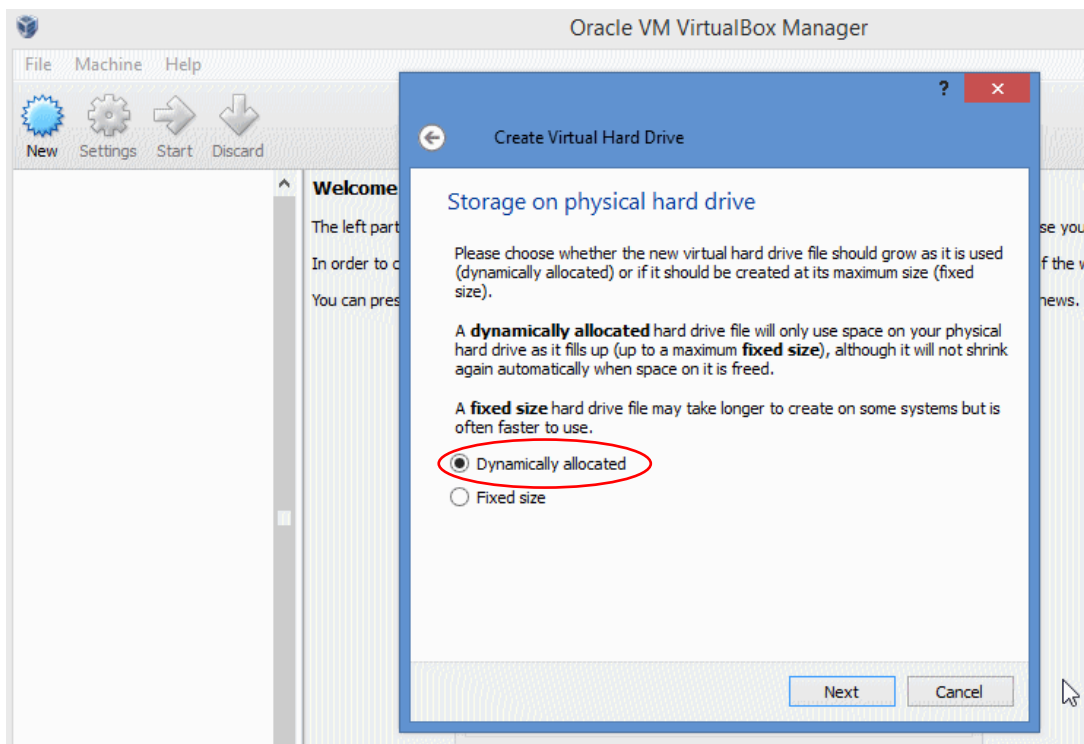 Oracle VM VirtualBox Manager
File Machine Help
New Settings Start Discard
?
Create Virtual Hard Drive
Welcome
The left part
se you
In order to c
f the
You can pres
news.
Storage on physical hard drive
Please choose whether the new virtual hard drive file should grow as it is used
(dynamically allocated) or if it should be created at its maximum size (fixed
size).
A dynamically allocated hard drive file will only use space on your physical
hard drive as it fills up (up to a maximum fixed size), although it will not shrink
again automatically when space on it is freed.
A fixed size hard drive file may take longer to create on some systems but is
often faster to use.
Dynamically allocated
Fixed size
Next Cancel